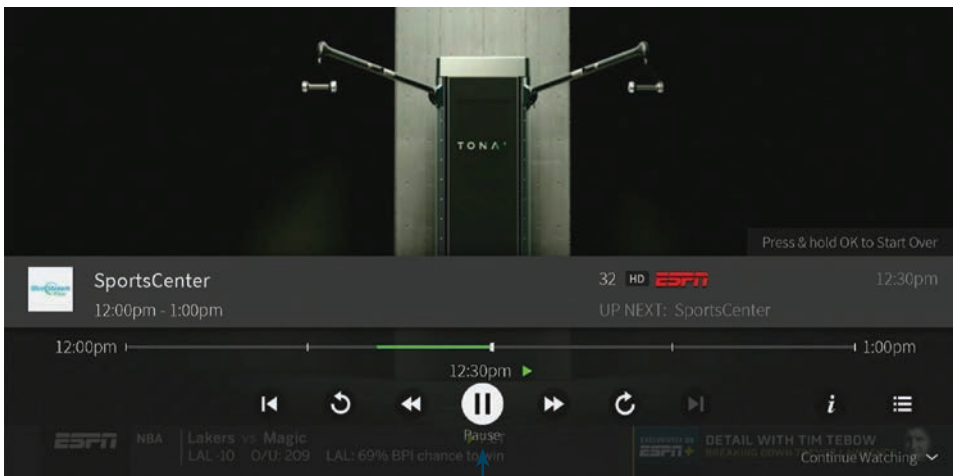 TONAL
Press & hold OK to Start Over
SportsCenter
32 HD ESPN
12:30pm
12:00pm - 1:00pm
UP NEXT: SportsCenter
12:00pm
1:00pm
12:30pm
i
Pause
ESPN NBA Lakers vs Magic
LAL -10 O/U: 209 LAL: 69% BPI chance to win
ESPN+
DETAIL WITH TIM TEBOW
BREAKING DOWN
Continue Watching